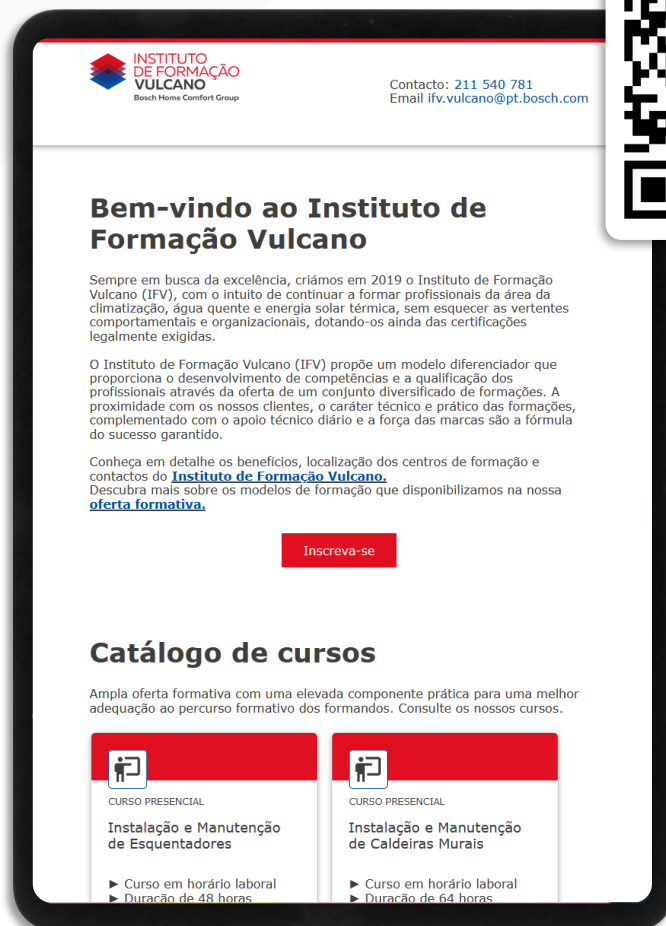 INSTITUTO
DE FORMAÇÃO
VULCANO
Bosch Home Comfort Group
Contacto: 211 540 781
Email ifv.vulcano@pt.bosch.com
Bem-vindo ao Instituto de
Formação Vulcano
Sempre em busca da excelência, criámos em 2019 o Instituto de Formação
Vulcano (IFV), com o intuito de continuar a formar profissionais da área da
climatização, água quente e energia solar térmica, sem esquecer as vertentes
comportamentais e organizacionais, dotando-os ainda das certificações
legalmente exigidas.
O Instituto de Formação Vulcano (IFV) propõe um modelo diferenciador que
proporciona o desenvolvimento de competências e a qualificação dos
profissionais através da oferta de um conjunto diversificado de formações. A
proximidade com os nossos clientes, o caráter técnico e prático das formações,
complementado com o apoio técnico diário e a força das marcas são a fórmula
do sucesso garantido.
Conheça em detalhe os benefícios, localização dos centros de formação e
contactos do Instituto de Formação Vulcano.
Descubra mais sobre os modelos de formação que disponibilizamos na nossa
oferta formativa.
Inscreva-se
Catálogo de cursos
Ampla oferta formativa com uma elevada componente prática para uma melhor
adequação ao percurso formativo dos formandos. Consulte os nossos cursos.
CURSO PRESENCIAL
Instalação e Manutenção
de Esquentadores
► Curso em horário laboral
► Duração de 48 horas
CURSO PRESENCIAL
Instalação e Manutenção
de Caldeiras Murais
► Curso em horário laboral
► Duração de 64 horas